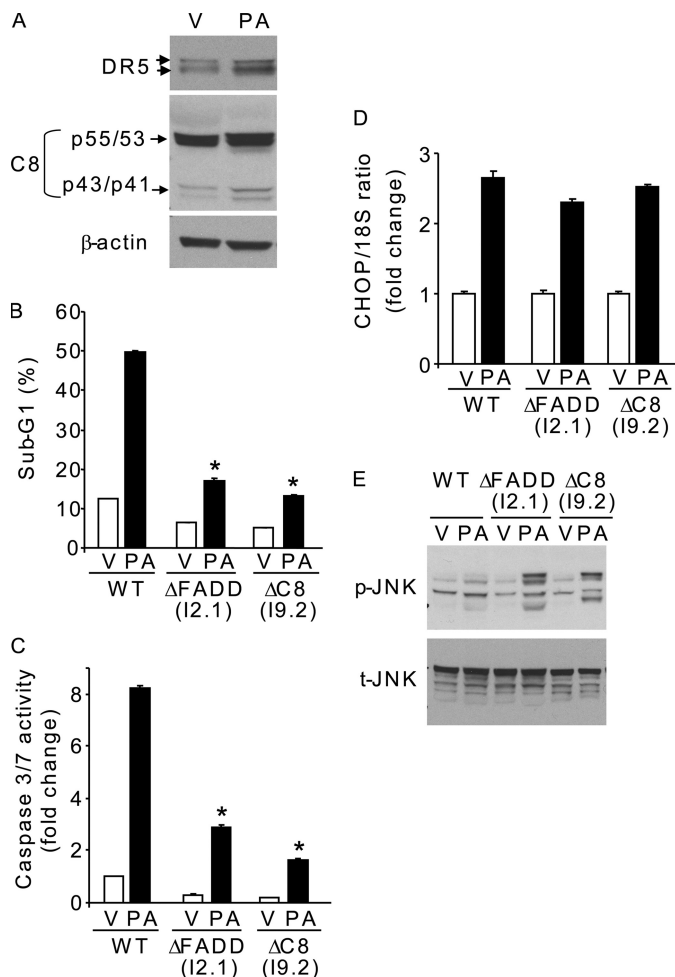 A
V PA
DR5
C8
p55/53
p43/p41
β-actin
B
Sub-G1 (%)
60
50
40
30
20
10
0
*
*
V PA V PA V PA
WT ΔFADD ΔC8
(I2.1) (I9.2)
C
Caspase 3/7 activity
(fold change)
8
6
4
2
0
*
*
V PA V PA V PA
WT ΔFADD ΔC8
(I2.1) (I9.2)
D
CHOP/18S ratio
(fold change)
3
2
1
0
V PA V PA V PA
WT ΔFADD ΔC8
(I2.1) (I9.2)
E
WT ΔFADD ΔC8
(I2.1) (I9.2)
V PA V PA V PA
p-JNK
t-JNK